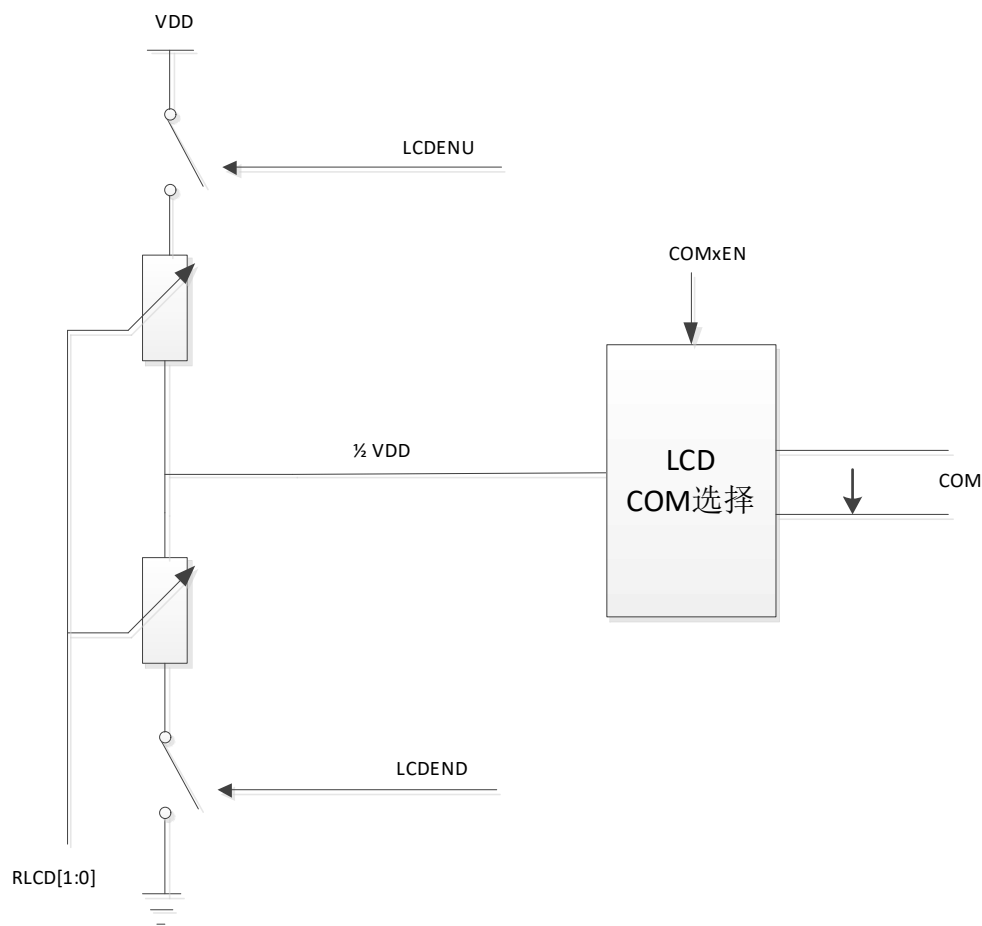 VDD
LCDENU
COMxEN
½ VDD
LCD
COM选择
COM
LCDEND
RLCD[1:0]